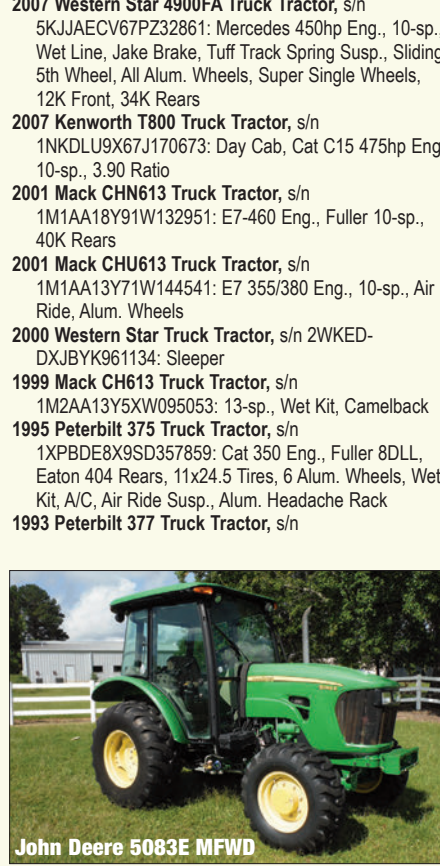 2007 Western Star 4900FA Truck Tractor, s/n
5KJJAECV67PZ32861: Mercedes 450hp Eng., 10-sp.,
Wet Line, Jake Brake, Tuff Track Spring Susp., Sliding
5th Wheel, All Alum. Wheels, Super Single Wheels,
12K Front, 34K Rears
2007 Kenworth T800 Truck Tractor, s/n
1NKDLU9X67J170673: Day Cab, Cat C15 475hp Eng
10-sp., 3.90 Ratio
2001 Mack CHN613 Truck Tractor, s/n
1M1AA18Y91W132951: E7-460 Eng., Fuller 10-sp.,
40K Rears
2001 Mack CHU613 Truck Tractor, s/n
1M1AA13Y71W144541: E7 355/380 Eng., 10-sp., Air
Ride, Alum. Wheels
2000 Western Star Truck Tractor, s/n 2WKED-
DXJBYK961134: Sleeper
1999 Mack CH613 Truck Tractor, s/n
1M2AA13Y5XW095053: 13-sp., Wet Kit, Camelback
1995 Peterbilt 375 Truck Tractor, s/n
1XPBDE8X9SD357859: Cat 350 Eng., Fuller 8DLL,
Eaton 404 Rears, 11x24.5 Tires, 6 Alum. Wheels, Wet
Kit, A/C, Air Ride Susp., Alum. Headache Rack
1993 Peterbilt 377 Truck Tractor, s/n
John Deere 5083E MFWD